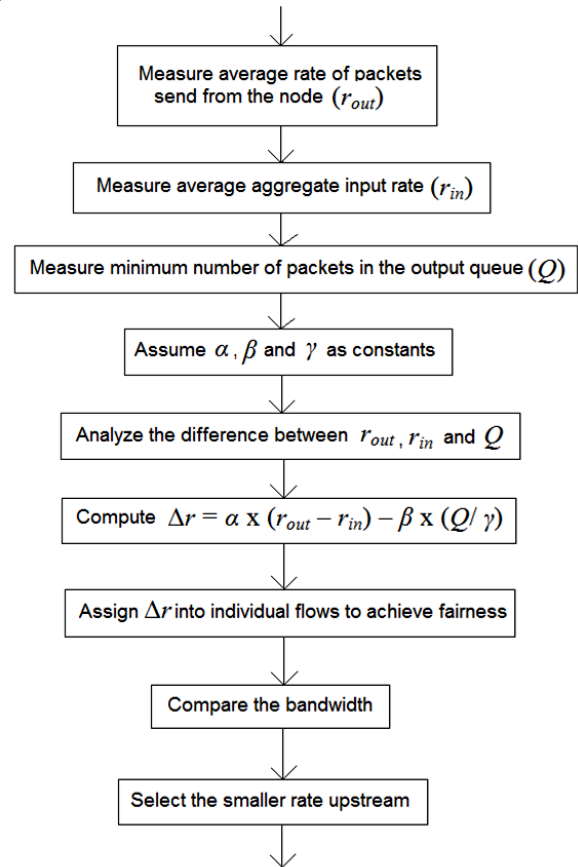 Measure average rate of packets
send from the node (r_out)
Measure average aggregate input rate (r_in)
Measure minimum number of packets in the output queue (Q)
Assume α, β and γ as constants
Analyze the difference between r_out, r_in and Q
Compute Δr = α x (r_out − r_in) − β x (Q/ γ)
Assign Δr into individual flows to achieve fairness
Compare the bandwidth
Select the smaller rate upstream